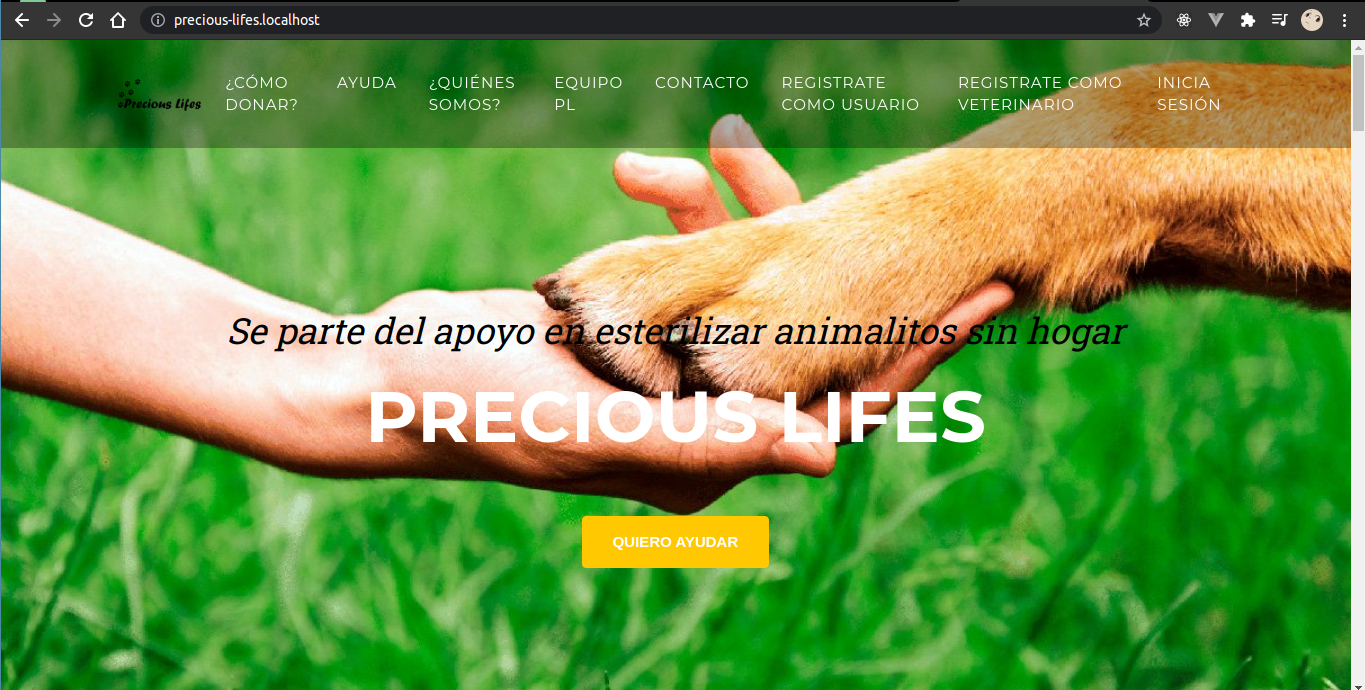 precious-lifes.localhost
Precious Lifes
¿CÓMO
DONAR?
AYUDA
¿QUIÉNES
SOMOS?
EQUIPO
PL
CONTACTO
REGISTRATE
COMO USUARIO
REGISTRATE COMO
VETERINARIO
INICIA
SESIÓN
Se parte del apoyo en esterilizar animalitos sin hogar
PRECIOUS LIFES
QUIERO AYUDAR